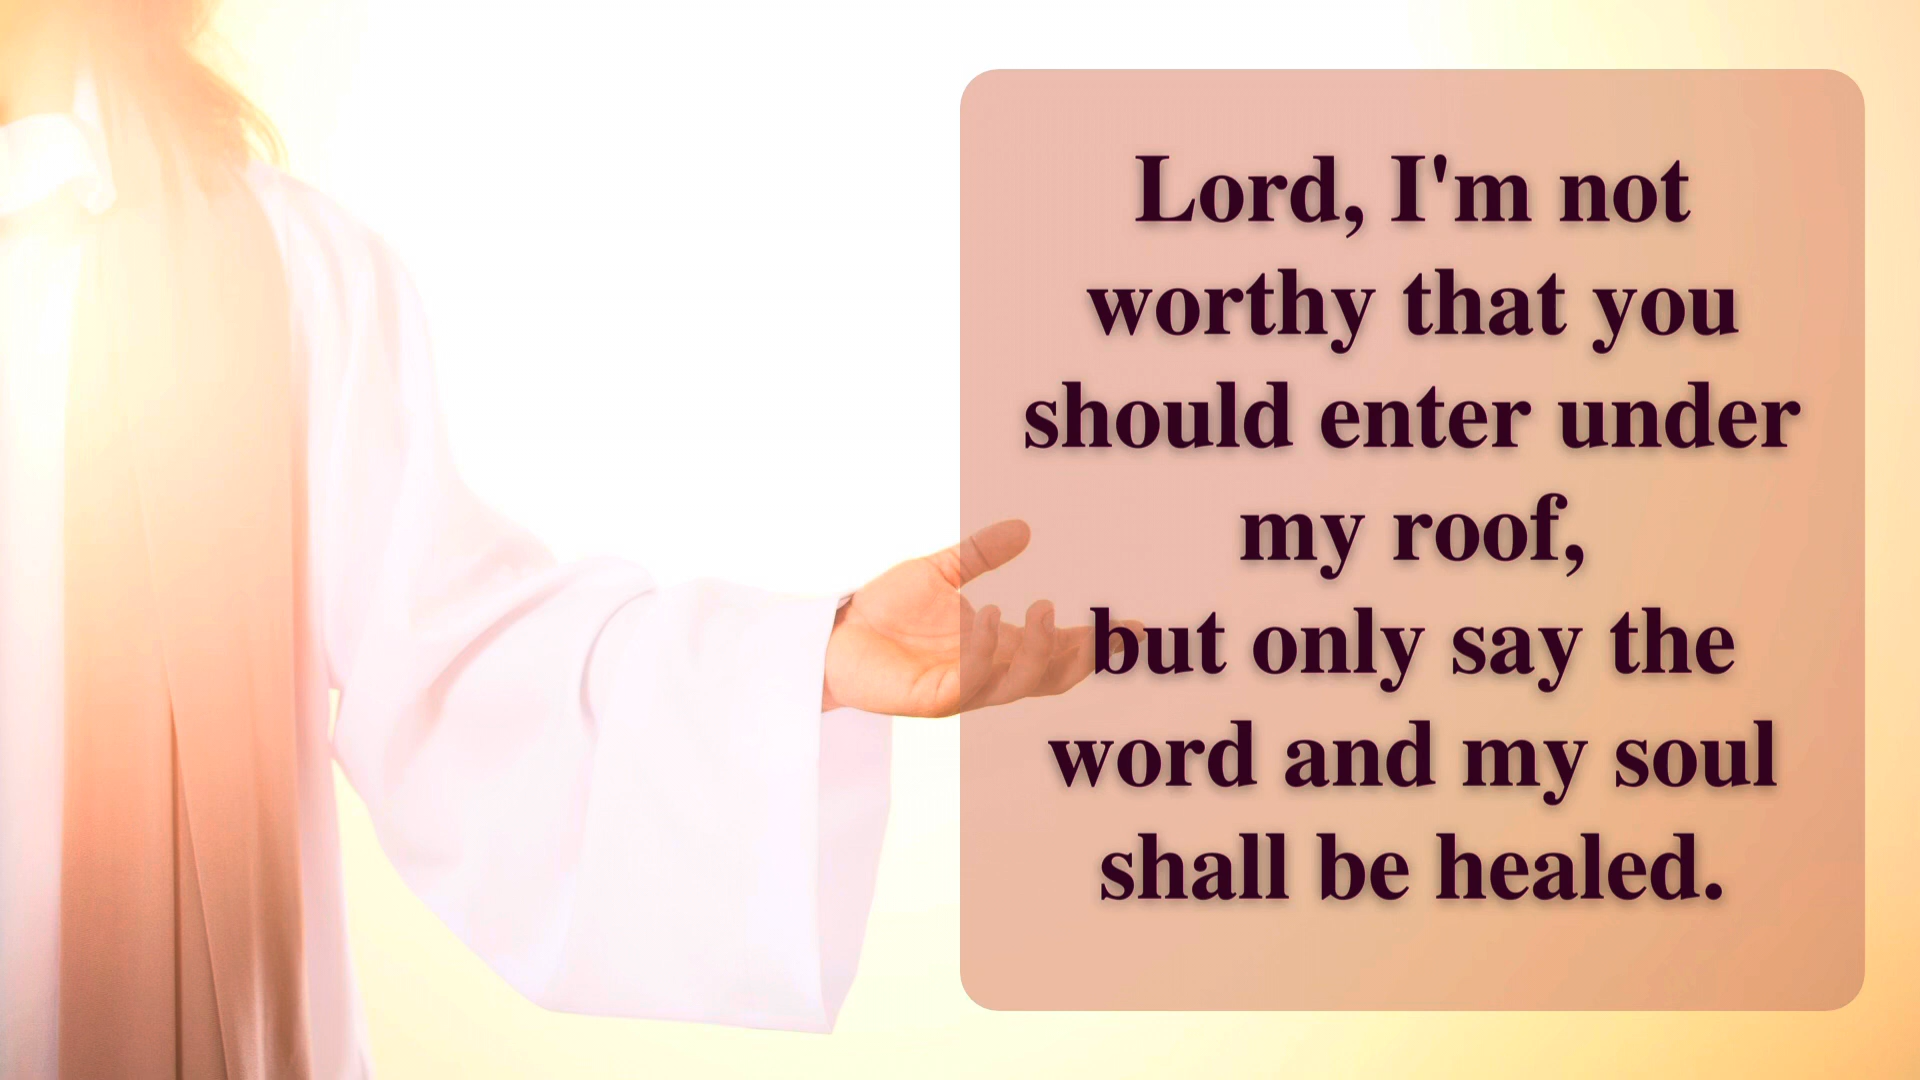 Lord, I'm not
worthy that you
should enter under
my roof,
but only say the
word and my soul
shall be healed.